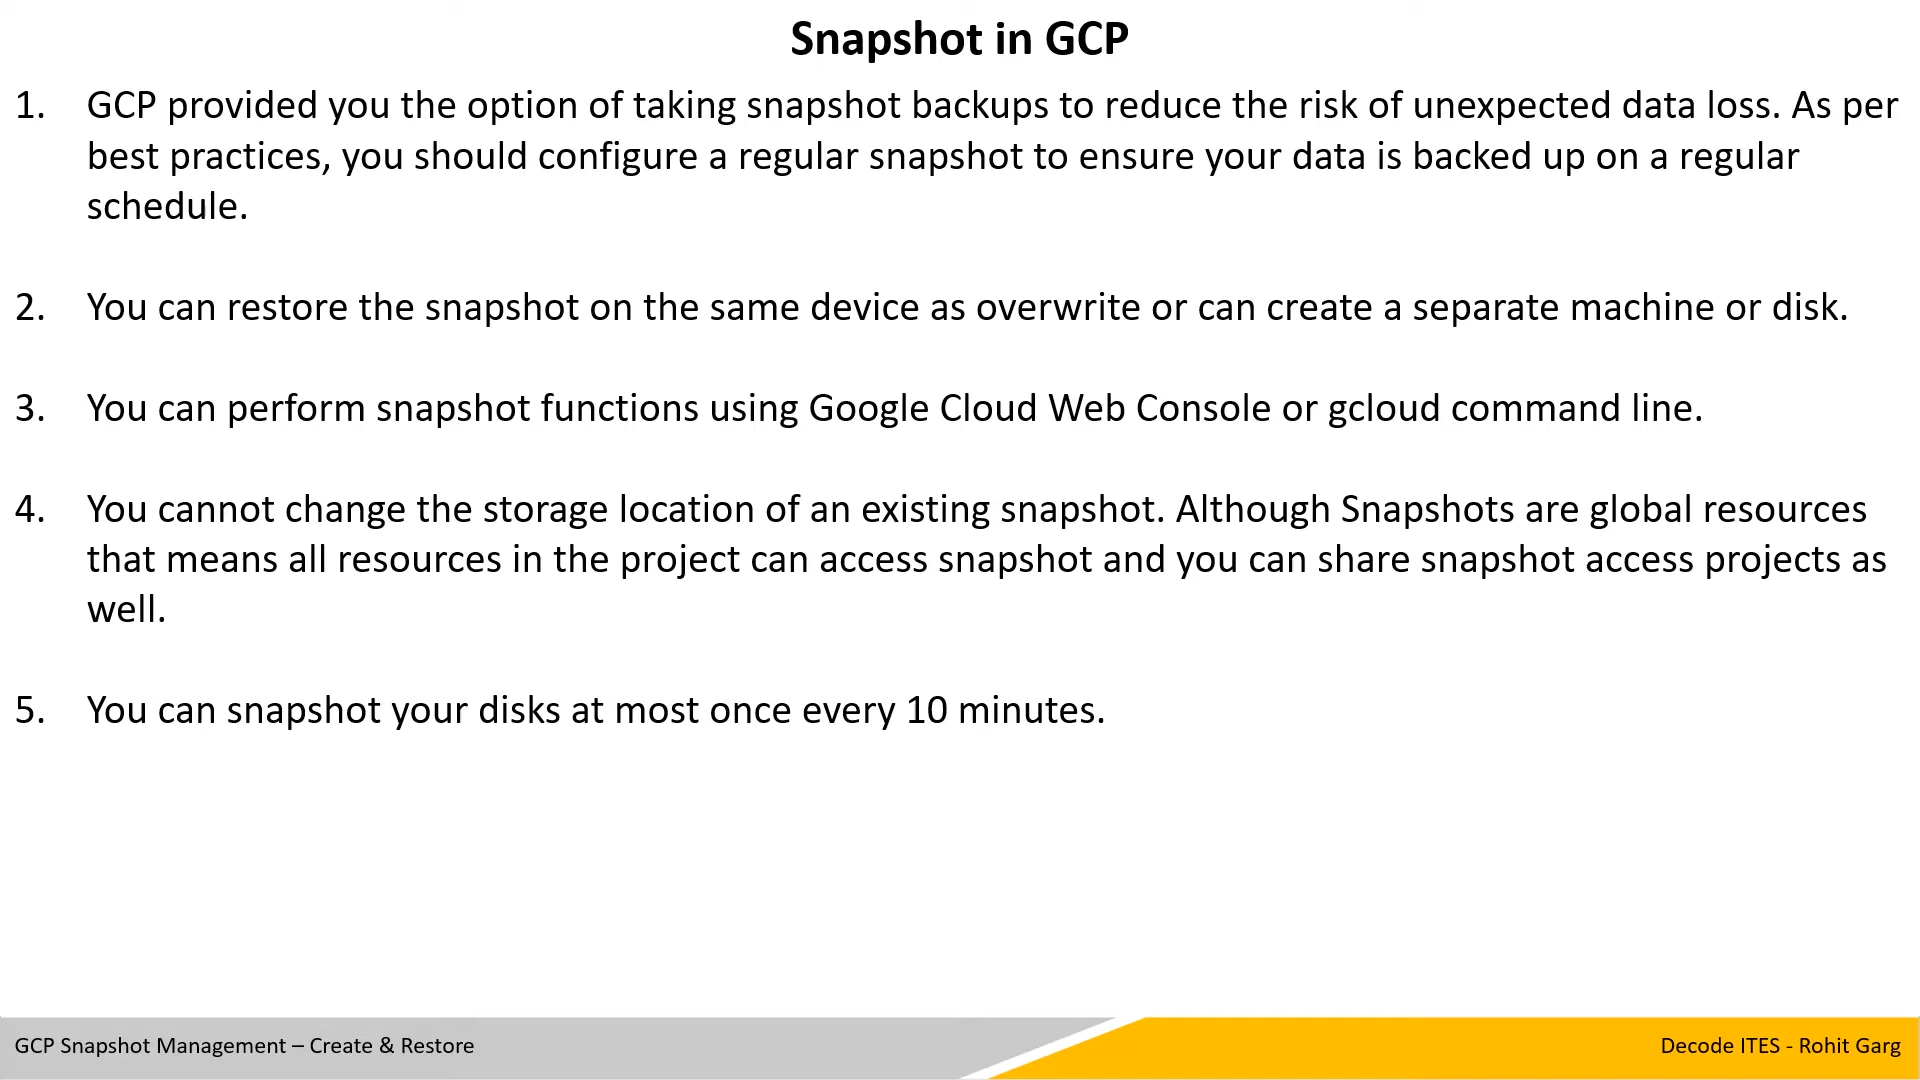 Snapshot in GCP
1. GCP provided you the option of taking snapshot backups to reduce the risk of unexpected data loss. As per
best practices, you should configure a regular snapshot to ensure your data is backed up on a regular
schedule.
2. You can restore the snapshot on the same device as overwrite or can create a separate machine or disk.
3. You can perform snapshot functions using Google Cloud Web Console or gcloud command line.
4. You cannot change the storage location of an existing snapshot. Although Snapshots are global resources
that means all resources in the project can access snapshot and you can share snapshot access projects as
well.
5. You can snapshot your disks at most once every 10 minutes.
GCP Snapshot Management – Create & Restore
Decode ITES - Rohit Garg